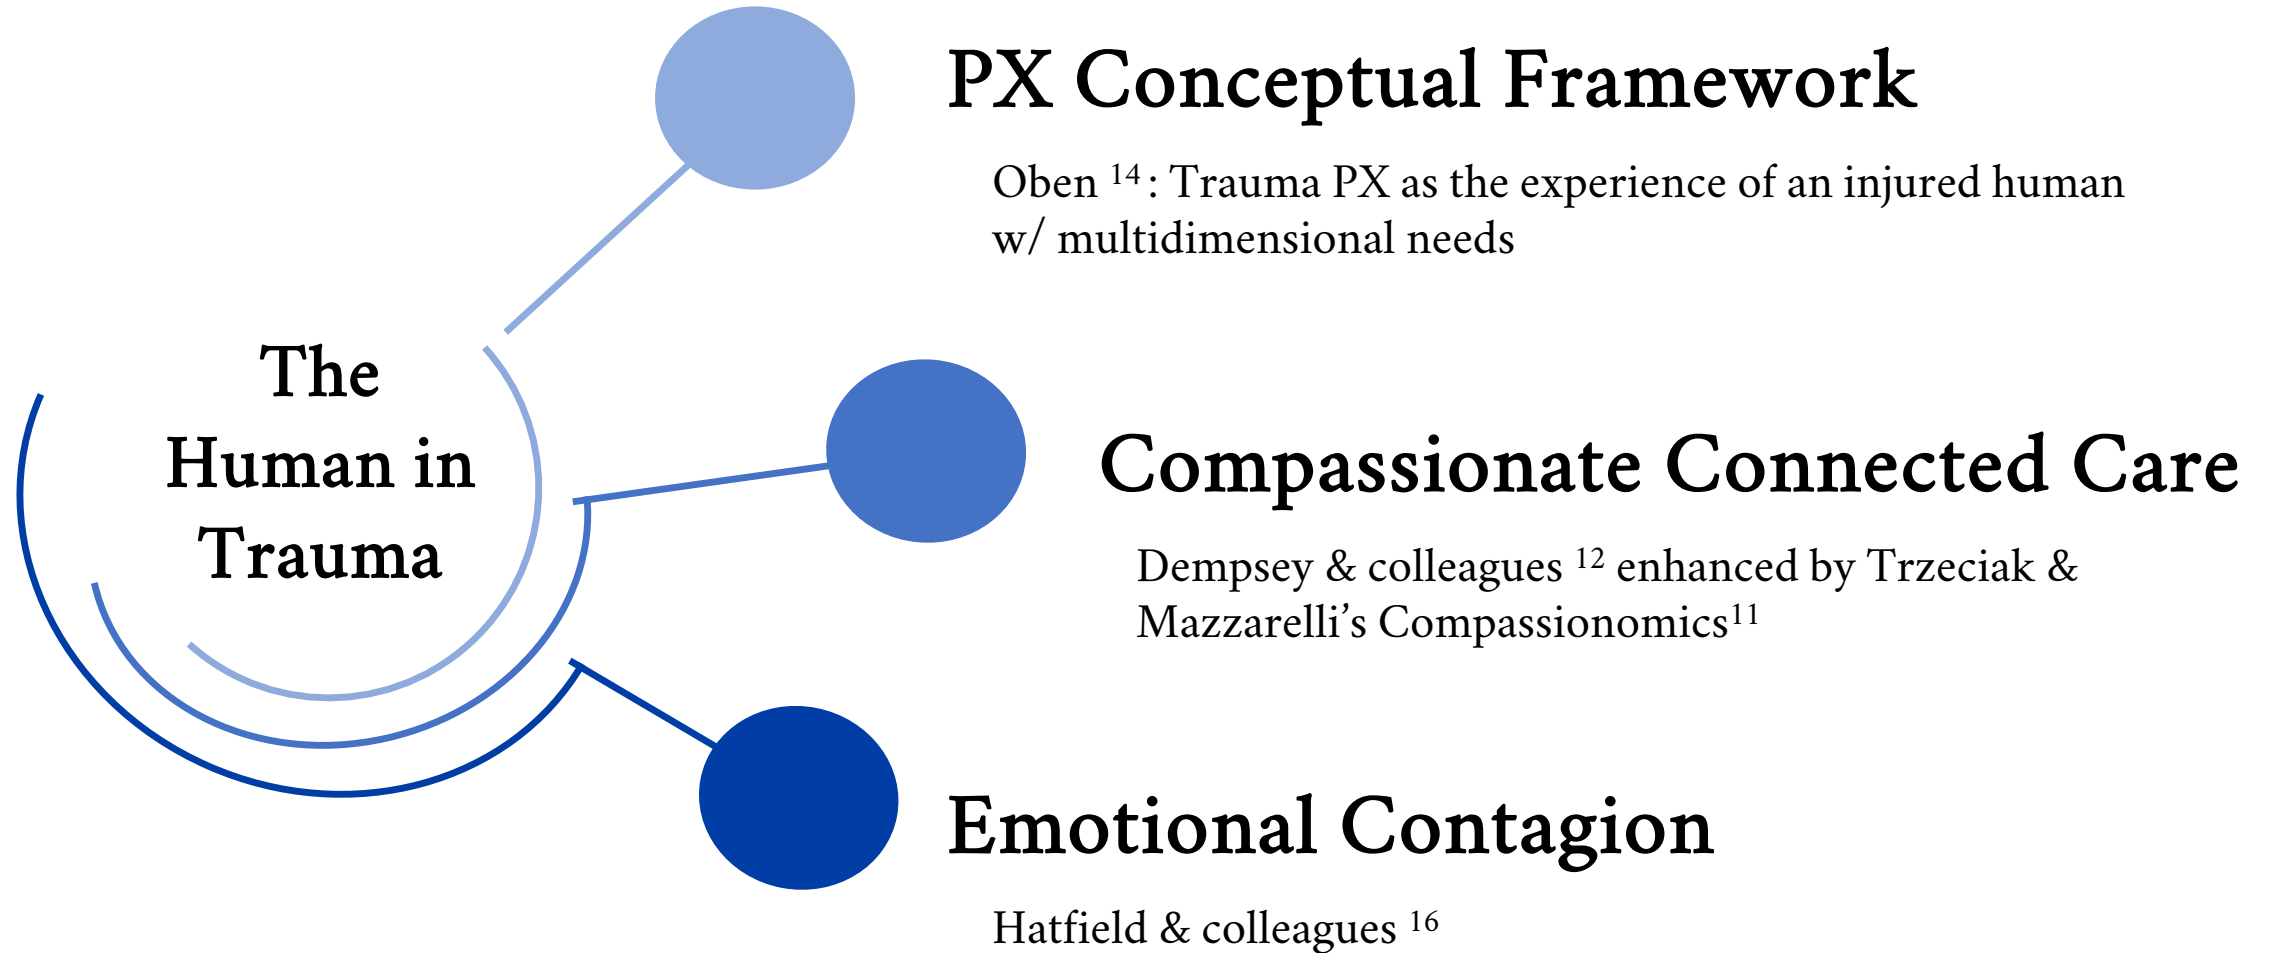 The
Human in
Trauma
PX Conceptual Framework
Oben ¹⁴: Trauma PX as the experience of an injured human
w/ multidimensional needs
Compassionate Connected Care
Dempsey & colleagues ¹² enhanced by Trzeciak &
Mazzarelli’s Compassionomics¹¹
Emotional Contagion
Hatfield & colleagues ¹⁶